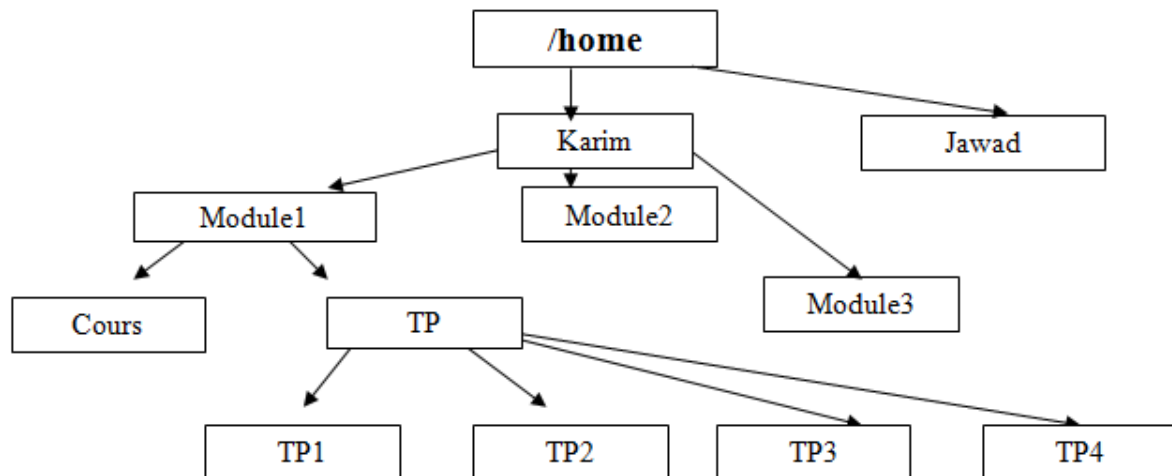 /home
Karim
Jawad
Module1
Module2
Module3
Cours
TP
TP1
TP2
TP3
TP4